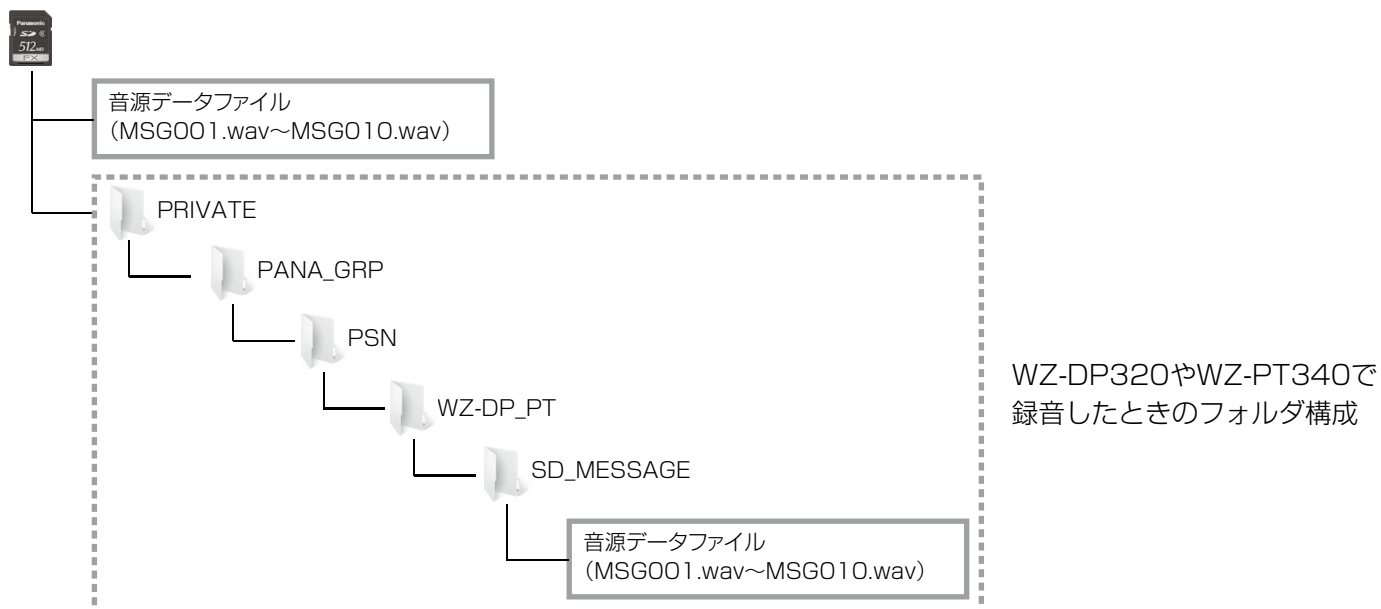 Panasonic
SD
512MB
FX
音源データファイル
（MSG001.wav～MSG010.wav）
PRIVATE
PANA_GRP
PSN
WZ-DP_PT
SD_MESSAGE
音源データファイル
（MSG001.wav～MSG010.wav）
WZ-DP320やWZ-PT340で
録音したときのフォルダ構成